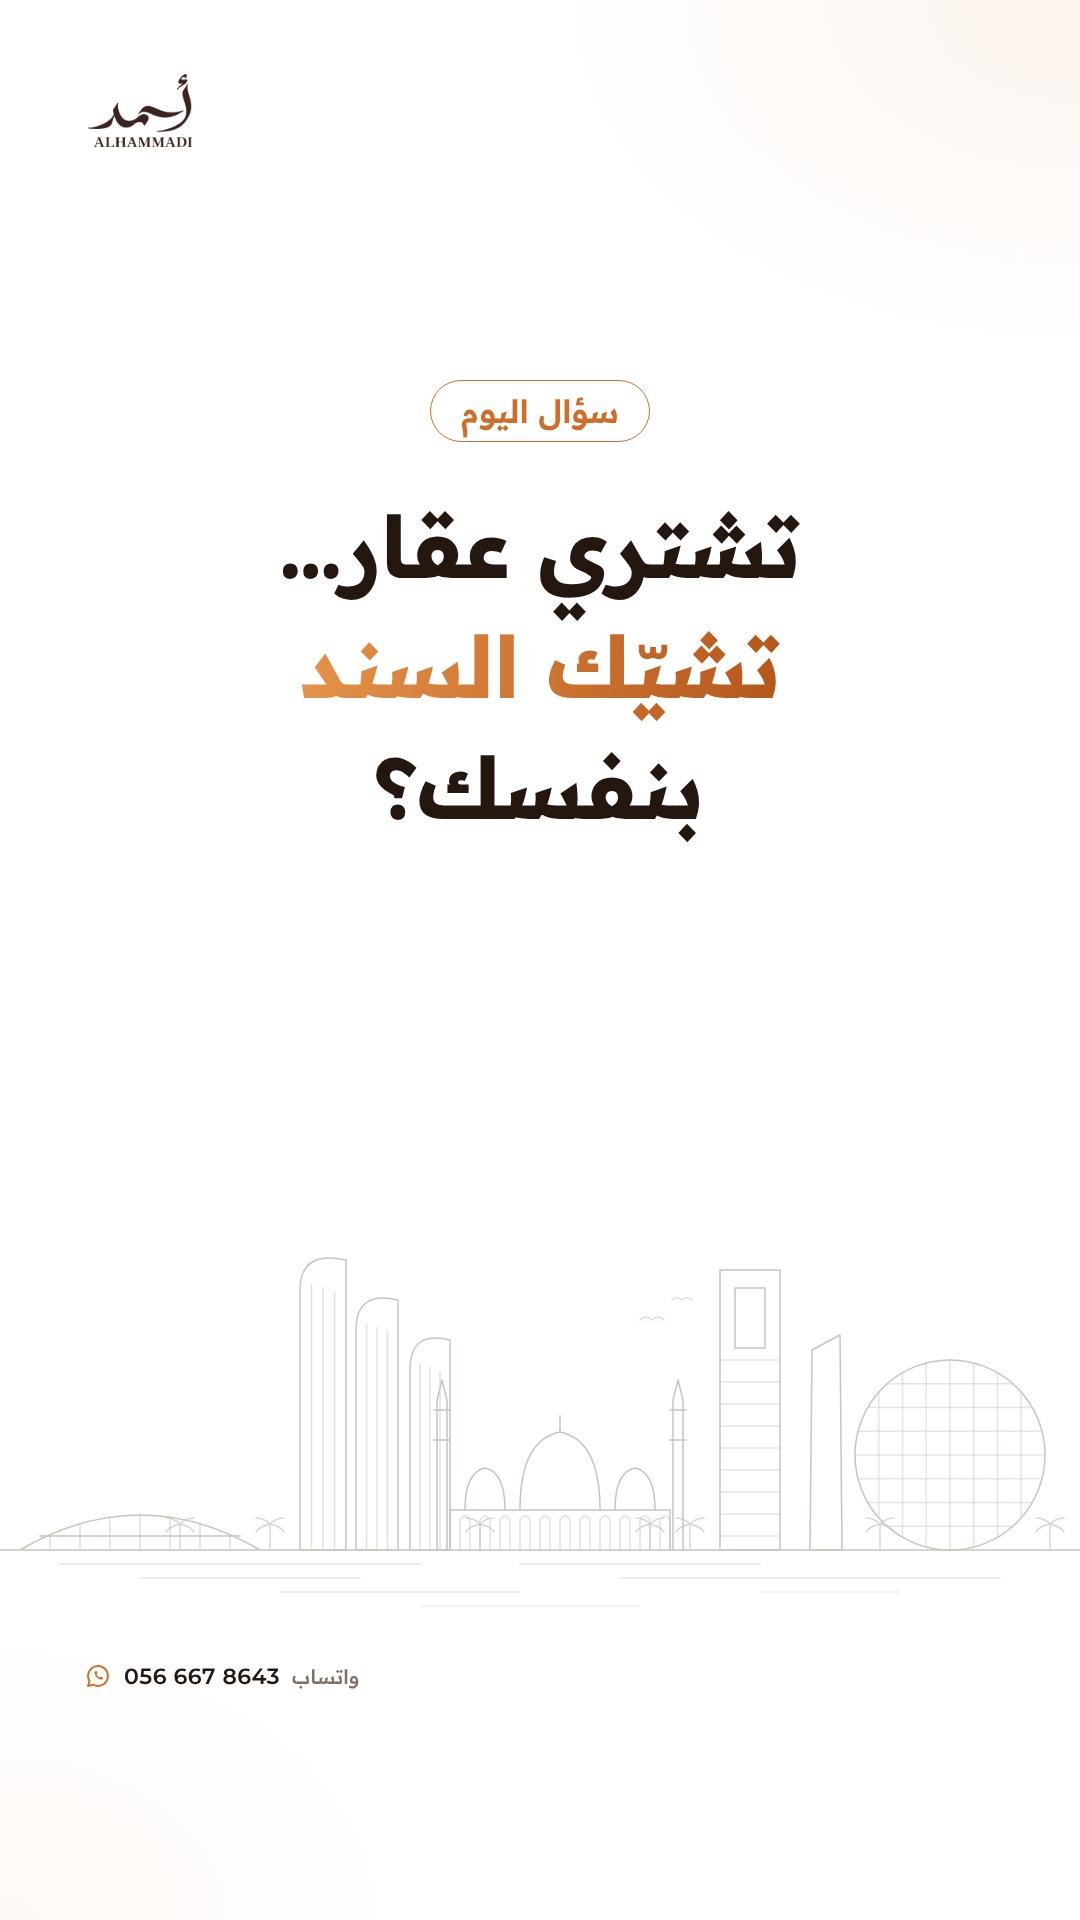 أحمد
ALHAMMADI
سؤال اليوم
تشتري عقار...
تشيّك السند
بنفسك؟
056 667 8643 واتساب